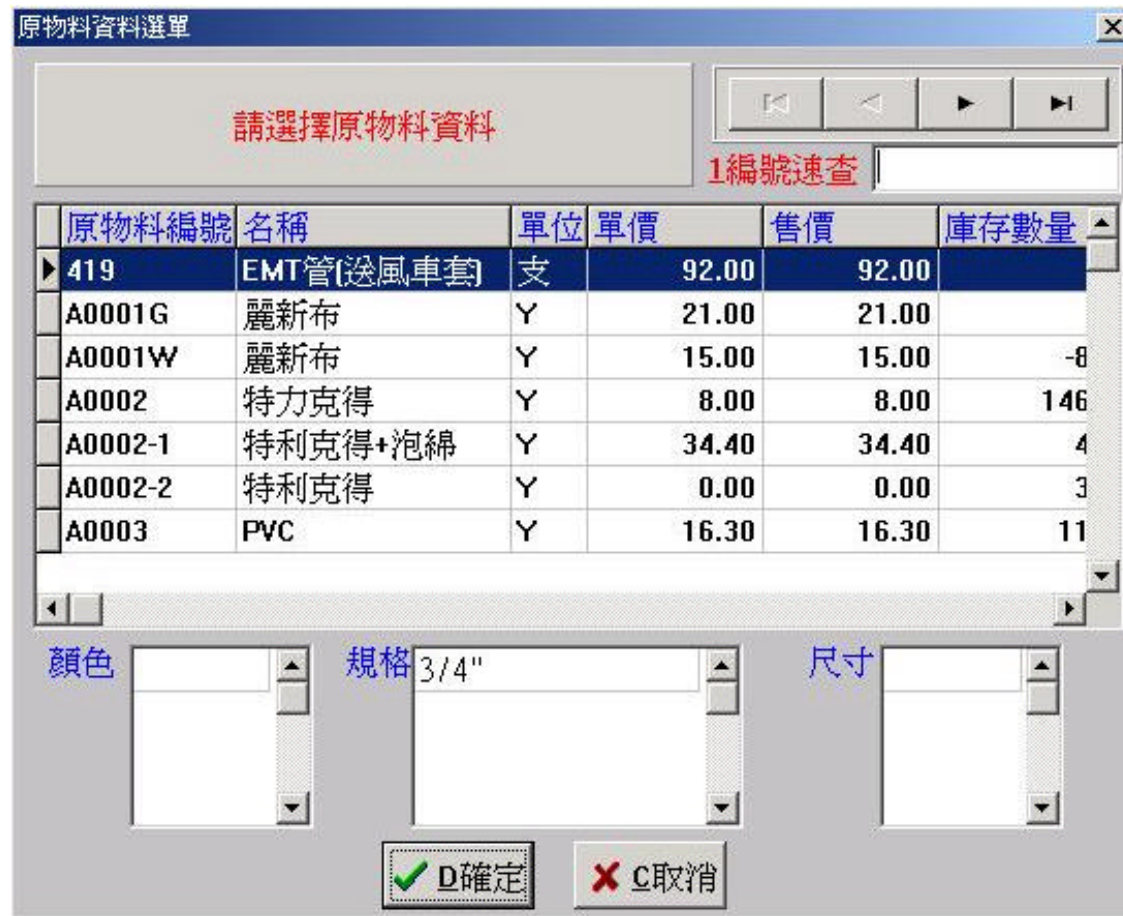 原物料資料選單
請選擇原物料資料
1編號速查
原物料編號 名稱 單位 單價 售價 庫存數量
419 EMT管(送風車套) 支 92.00 92.00
A0001G 麗新布 Y 21.00 21.00
A0001W 麗新布 Y 15.00 15.00 -8
A0002 特力克得 Y 8.00 8.00 146
A0002-1 特利克得+泡綿 Y 34.40 34.40 4
A0002-2 特利克得 Y 0.00 0.00 3
A0003 PVC Y 16.30 16.30 11
顏色 規格 3/4" 尺寸
D確定 C取消